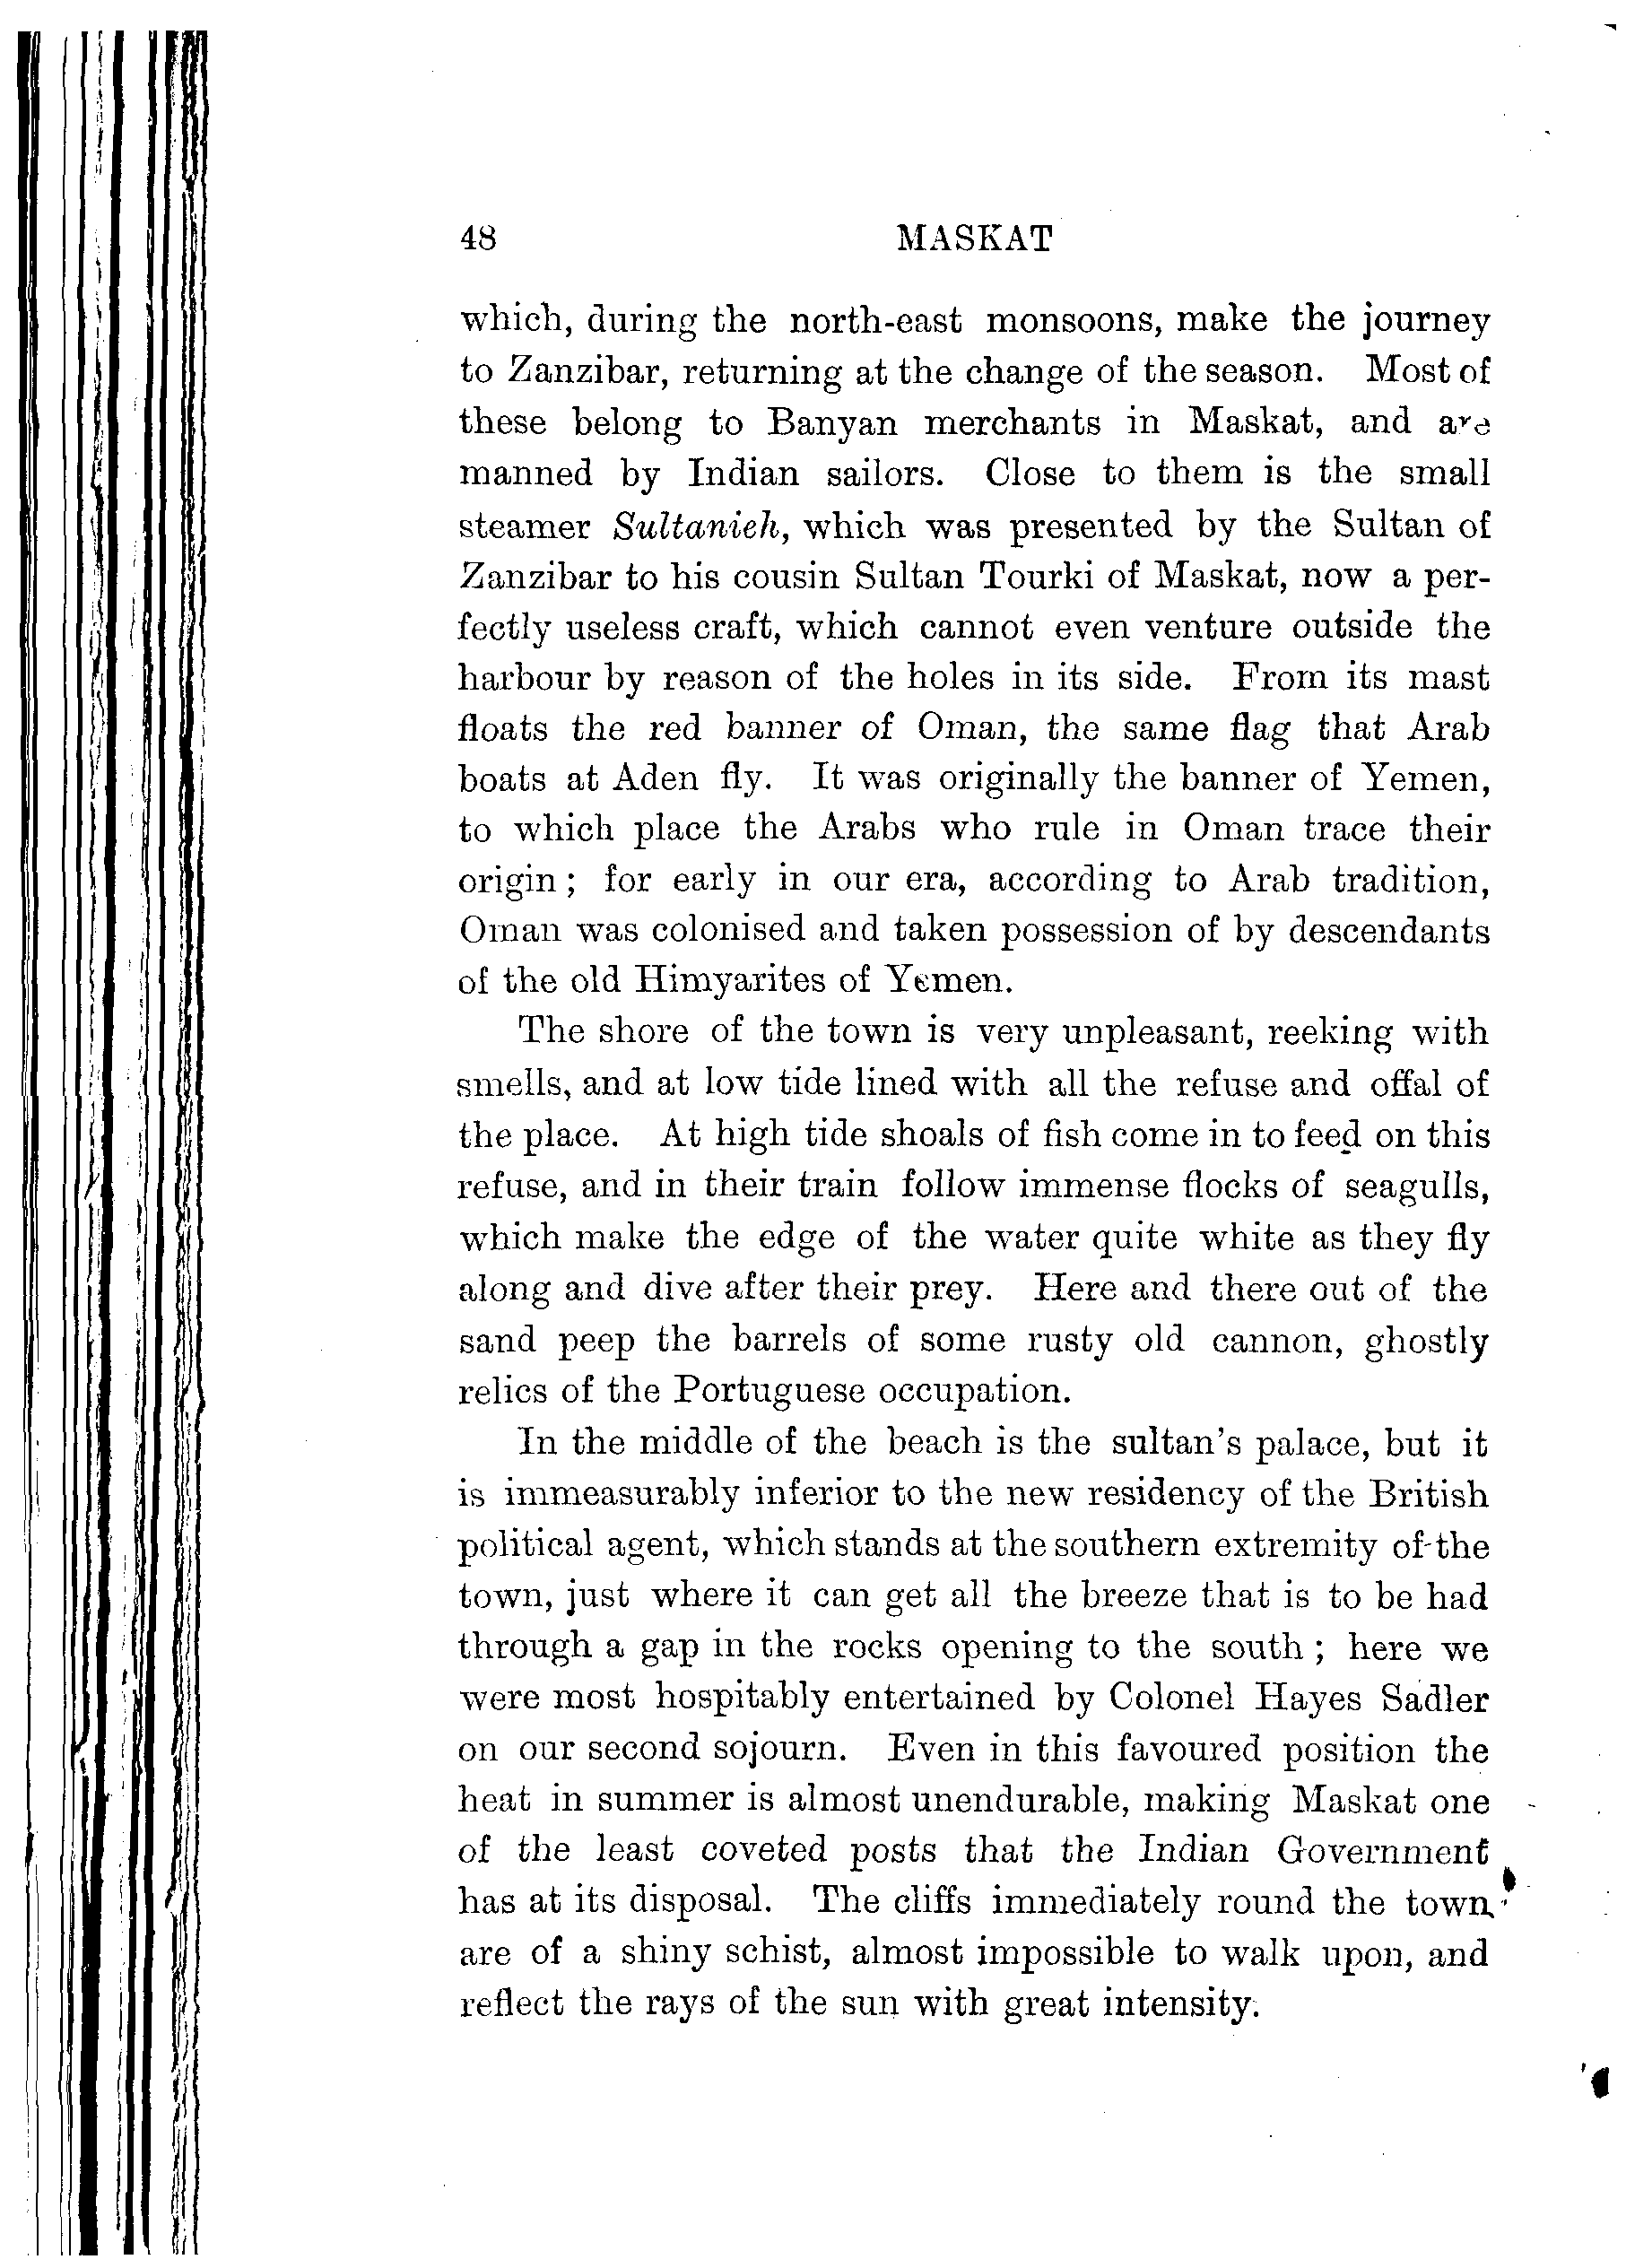 48 MASKAT
which, during the north-east monsoons, make the journey
to Zanzibar, returning at the change of the season. Most of
these belong to Banyan merchants in Maskat, and are
manned by Indian sailors. Close to them is the small
steamer Sultanieh, which was presented by the Sultan of
Zanzibar to his cousin Sultan Tourki of Maskat, now a per-
fectly useless craft, which cannot even venture outside the
harbour by reason of the holes in its side. From its mast
floats the red banner of Oman, the same flag that Arab
boats at Aden fly. It was originally the banner of Yemen,
to which place the Arabs who rule in Oman trace their
origin ; for early in our era, according to Arab tradition,
Oman was colonised and taken possession of by descendants
of the old Himyarites of Yemen.
The shore of the town is very unpleasant, reeking with
smells, and at low tide lined with all the refuse and offal of
the place. At high tide shoals of fish come in to feed on this
refuse, and in their train follow immense flocks of seagulls,
which make the edge of the water quite white as they fly
along and dive after their prey. Here and there out of the
sand peep the barrels of some rusty old cannon, ghostly
relics of the Portuguese occupation.
In the middle of the beach is the sultan's palace, but it
is immeasurably inferior to the new residency of the British
political agent, which stands at the southern extremity of the
town, just where it can get all the breeze that is to be had
through a gap in the rocks opening to the south ; here we
were most hospitably entertained by Colonel Hayes Sadler
on our second sojourn. Even in this favoured position the
heat in summer is almost unendurable, making Maskat one
of the least coveted posts that the Indian Government
has at its disposal. The cliffs immediately round the town
are of a shiny schist, almost impossible to walk upon, and
reflect the rays of the sun with great intensity.